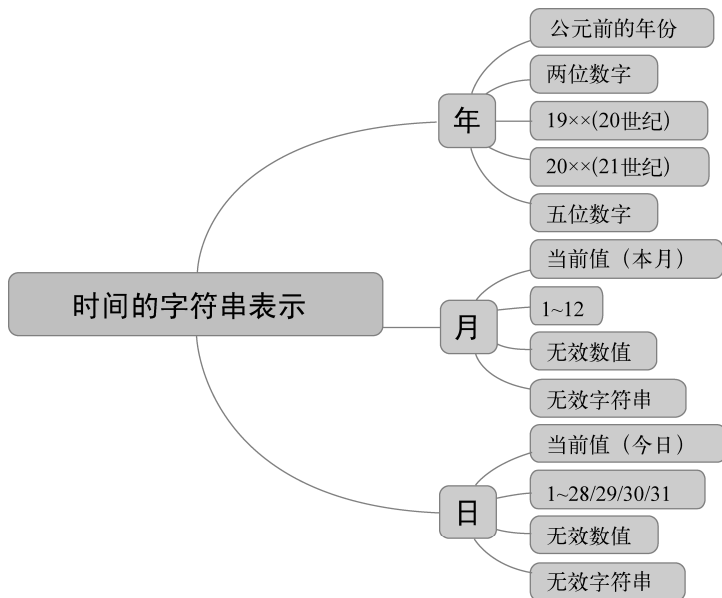 时间的字符串表示
年
公元前的年份
两位数字
19××(20世纪)
20××(21世纪)
五位数字
月
当前值（本月）
1~12
无效数值
无效字符串
日
当前值（今日）
1~28/29/30/31
无效数值
无效字符串